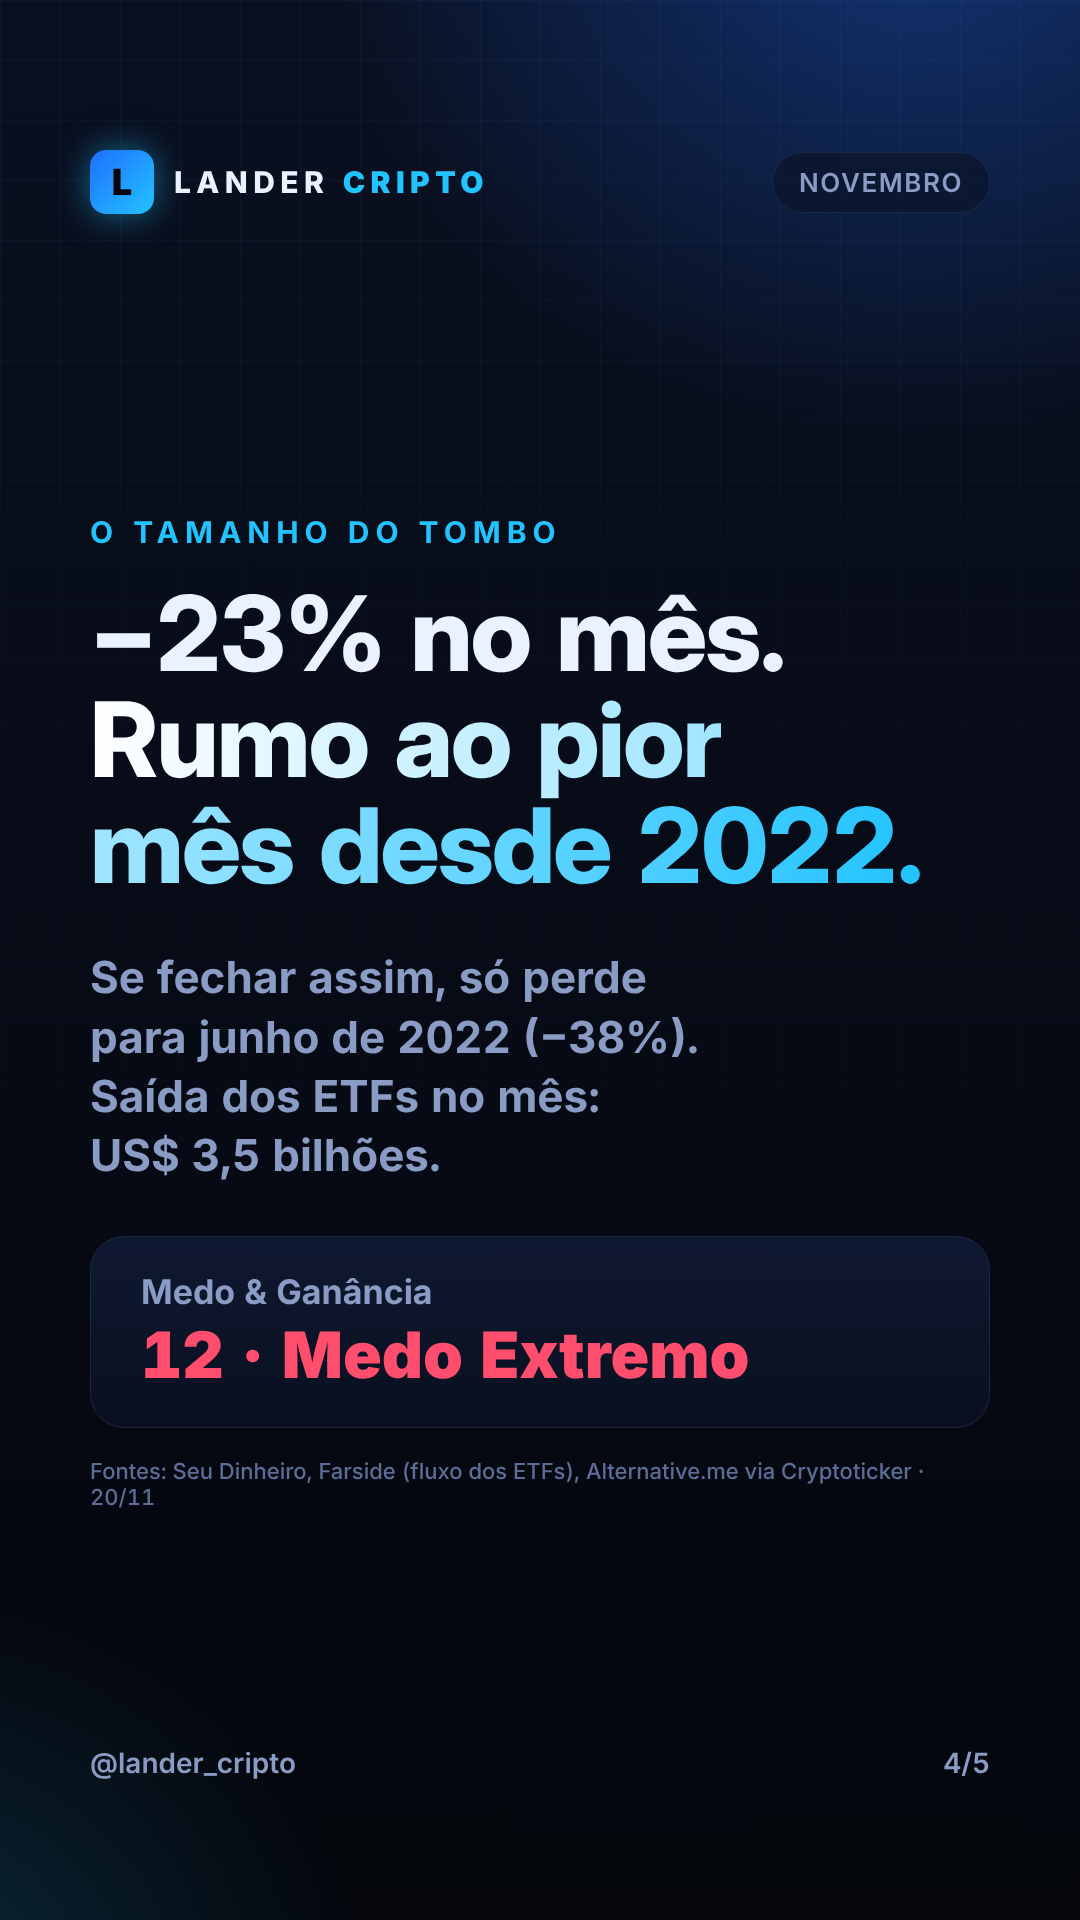 L LANDER CRIPTO
NOVEMBRO
O TAMANHO DO TOMBO
−23% no mês.
Rumo ao pior
mês desde 2022.
Se fechar assim, só perde
para junho de 2022 (−38%).
Saída dos ETFs no mês:
US$ 3,5 bilhões.
Medo & Ganância
12 · Medo Extremo
Fontes: Seu Dinheiro, Farside (fluxo dos ETFs), Alternative.me via Cryptoticker ·
20/11
@lander_cripto
4/5